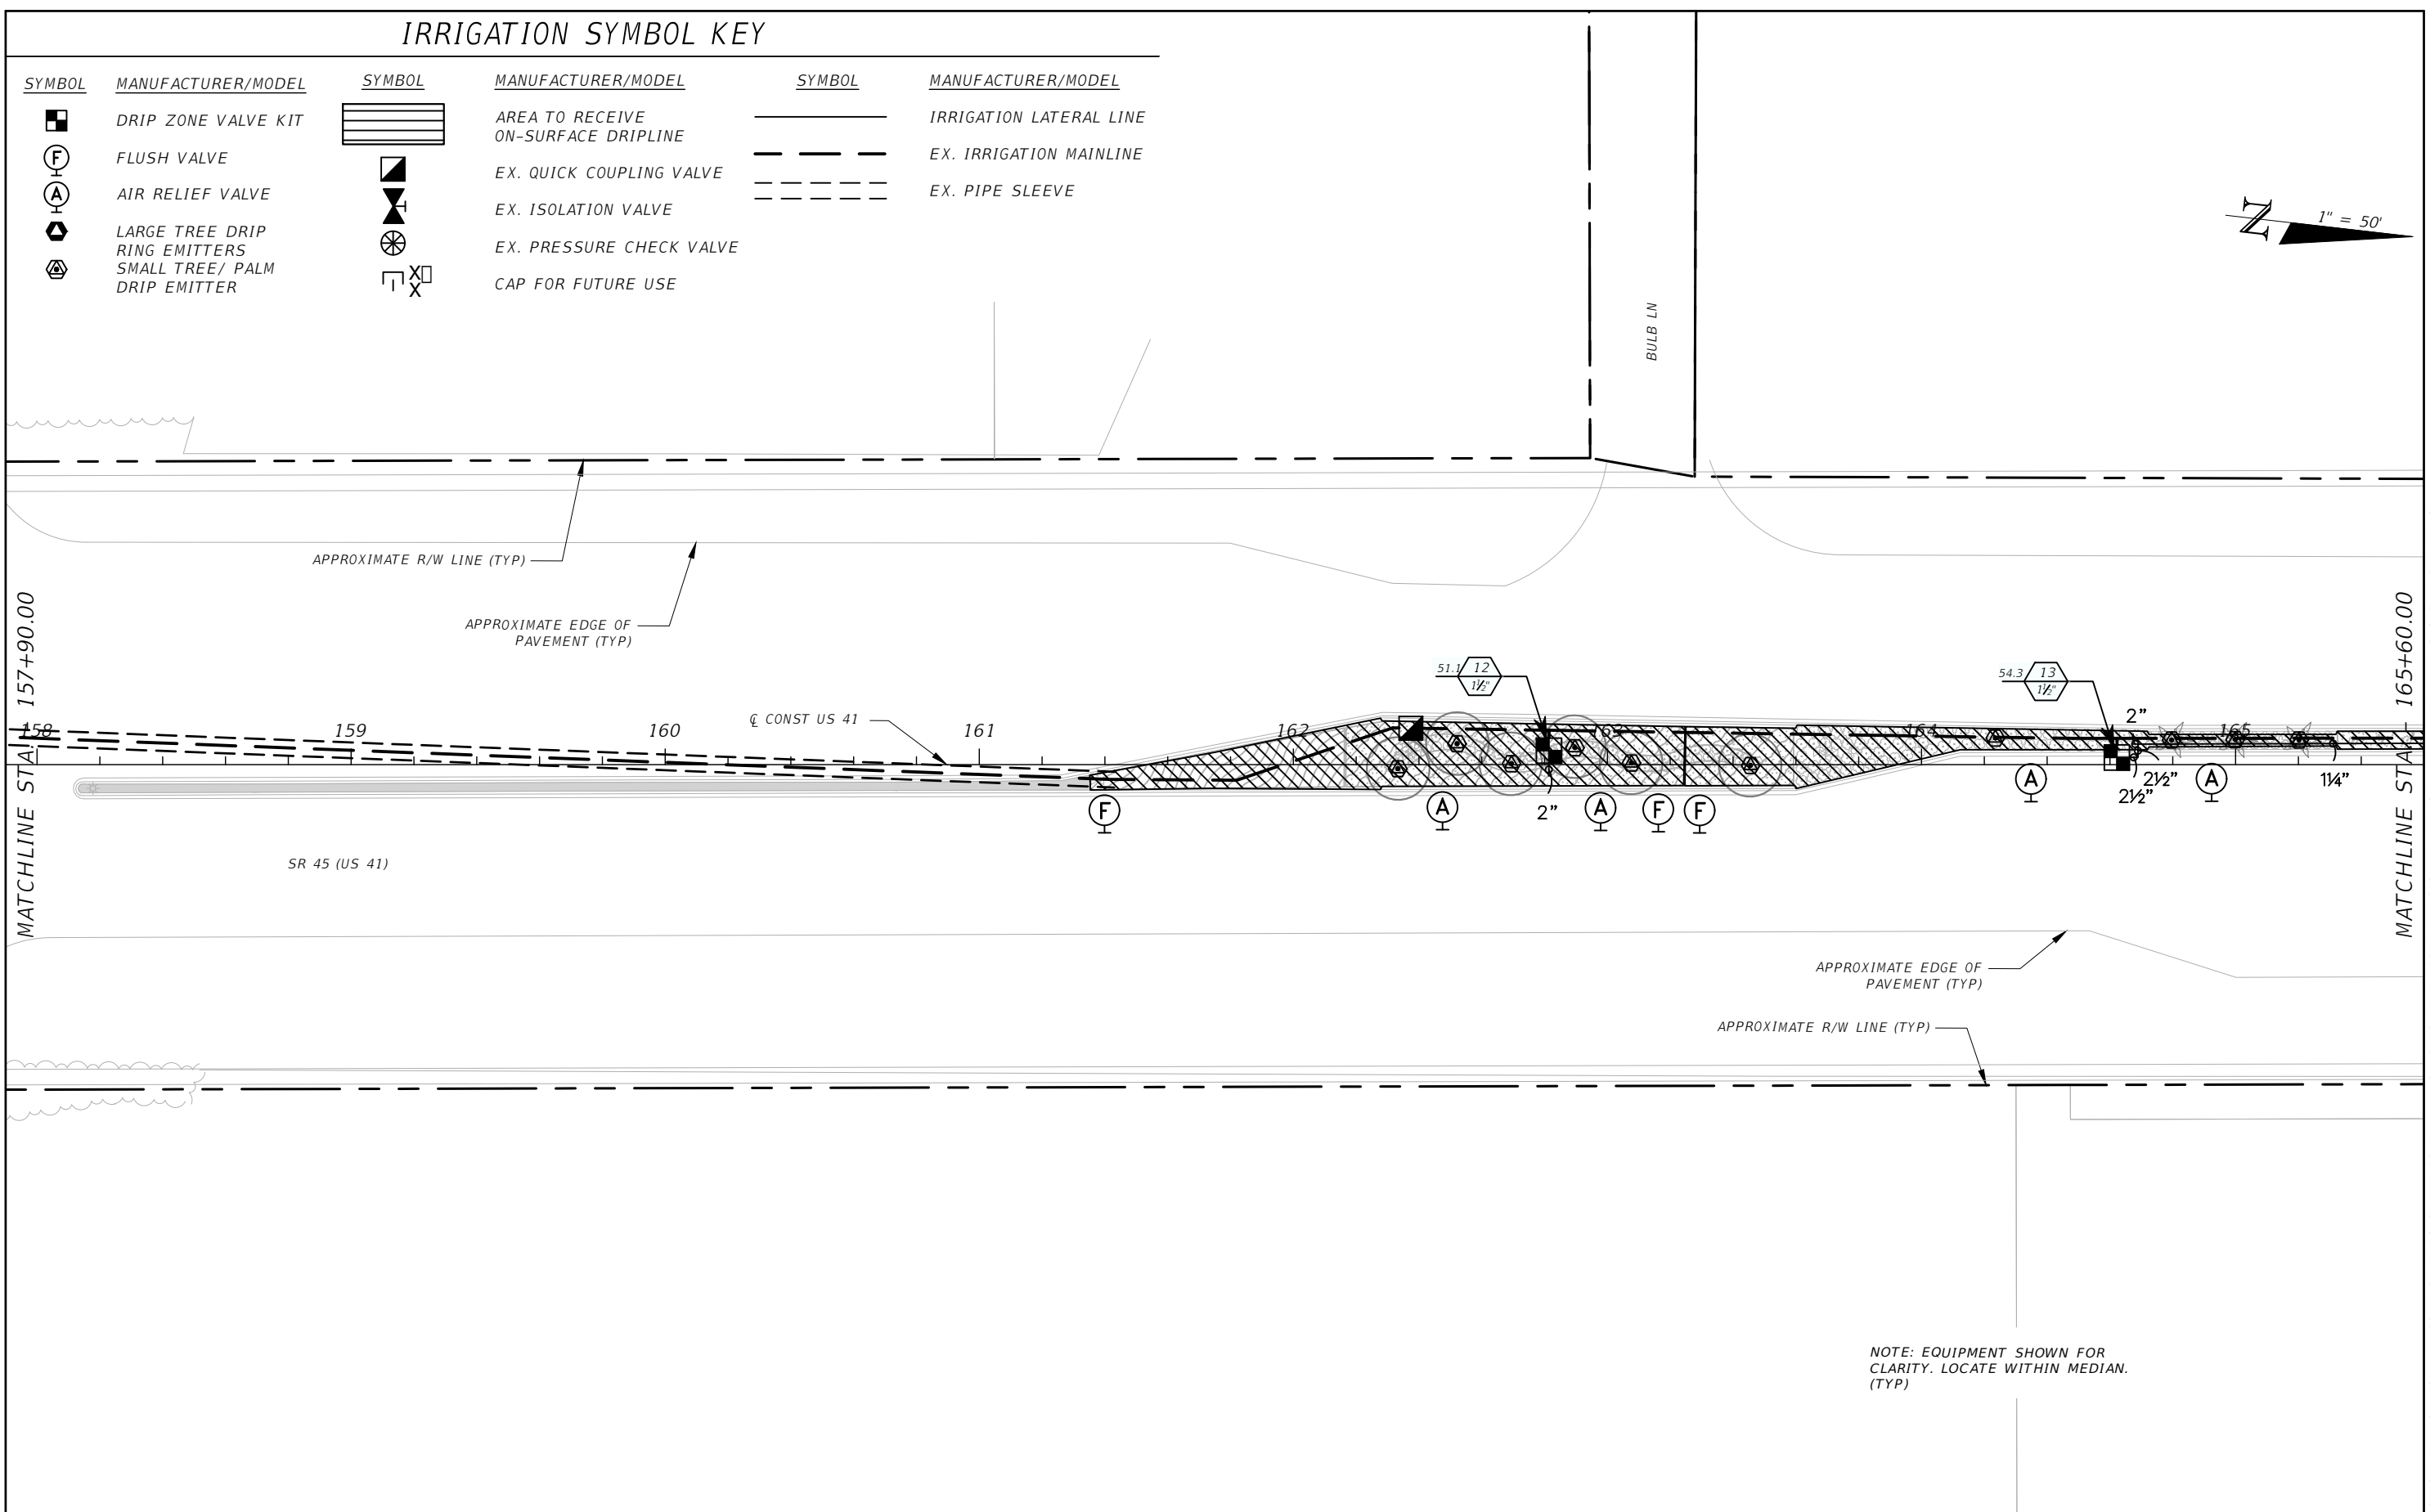 IRRIGATION SYMBOL KEY
SYMBOL MANUFACTURER/MODEL
DRIP ZONE VALVE KIT
F FLUSH VALVE
A AIR RELIEF VALVE
LARGE TREE DRIP
RING EMITTERS
SMALL TREE/ PALM
DRIP EMITTER
SYMBOL MANUFACTURER/MODEL
AREA TO RECEIVE
ON-SURFACE DRIPLINE
EX. QUICK COUPLING VALVE
EX. ISOLATION VALVE
EX. PRESSURE CHECK VALVE
X
X
CAP FOR FUTURE USE
SYMBOL MANUFACTURER/MODEL
IRRIGATION LATERAL LINE
EX. IRRIGATION MAINLINE
EX. PIPE SLEEVE
N
1" = 50'
BULB LN
APPROXIMATE R/W LINE (TYP)
APPROXIMATE EDGE OF
PAVEMENT (TYP)
MATCHLINE STA. 157+90.00
MATCHLINE STA. 165+60.00
51.1 12
1½"
54.3 13
1½"
℄ CONST US 41
158 159 160 161 162 163 164 165
2"
2½"
2½"
1¼"
2"
F A A F F A A
SR 45 (US 41)
APPROXIMATE EDGE OF
PAVEMENT (TYP)
APPROXIMATE R/W LINE (TYP)
NOTE: EQUIPMENT SHOWN FOR
CLARITY. LOCATE WITHIN MEDIAN.
(TYP)